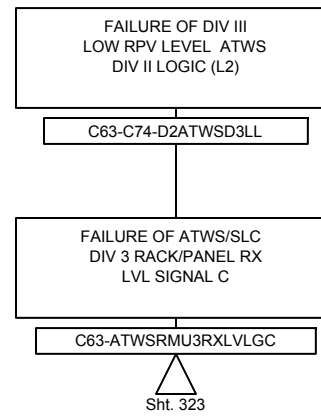 FAILURE OF DIV III
LOW RPV LEVEL ATWS
DIV II LOGIC (L2)
C63-C74-D2ATWSD3LL
FAILURE OF ATWS/SLC
DIV 3 RACK/PANEL RX
LVL SIGNAL C
C63-ATWSRMU3RXLVLGC
Sht. 323